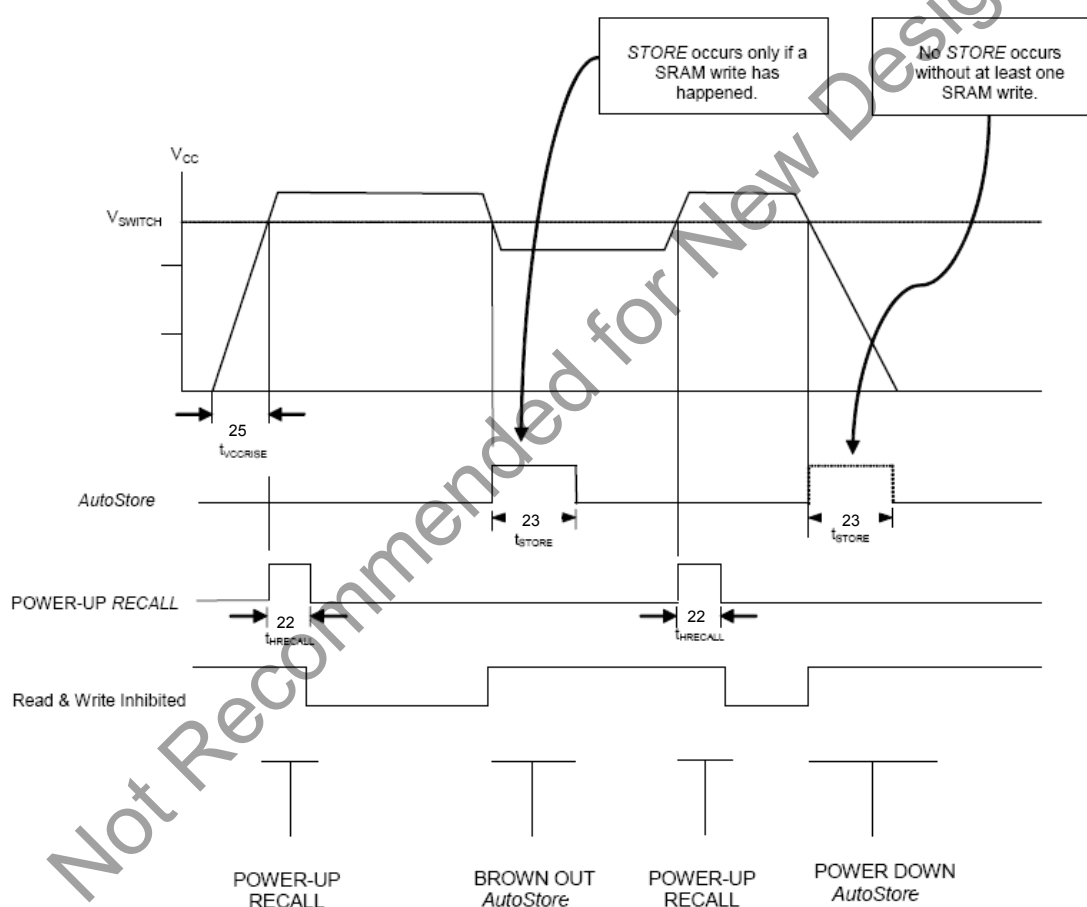 STORE occurs only if a
SRAM write has
happened.
No STORE occurs
without at least one
SRAM write.
VCC
VSWITCH
25
tVCCRISE
AutoStore
23
tSTORE
23
tSTORE
POWER-UP RECALL
22
tHRECALL
22
tHRECALL
Read & Write Inhibited
POWER-UP
RECALL
BROWN OUT
AutoStore
POWER-UP
RECALL
POWER DOWN
AutoStore
Not Recommended for New Desig